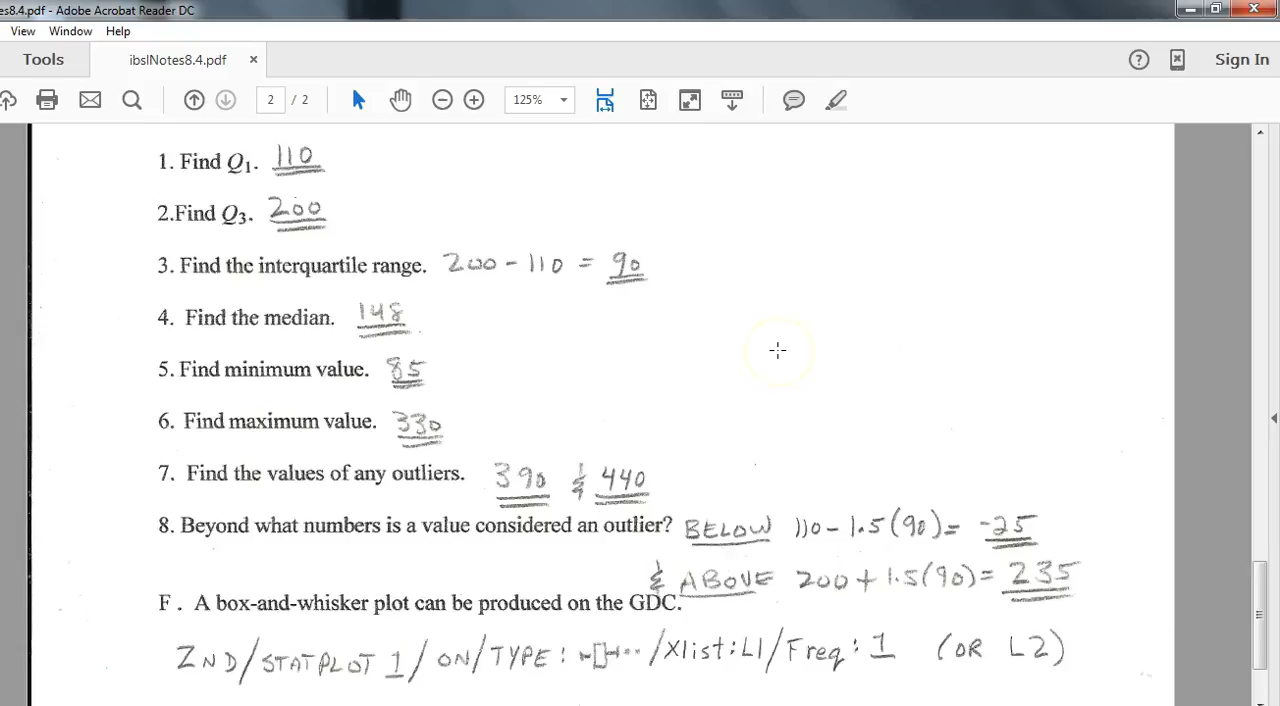 es8.4.pdf - Adobe Acrobat Reader DC
View Window Help
Tools ibslNotes8.4.pdf × ? Sign In
2 / 2 125%
1. Find Q1. 110
2.Find Q3. 200
3. Find the interquartile range. 200 - 110 = 90
4. Find the median. 148
5. Find minimum value. 85
6. Find maximum value. 330
7. Find the values of any outliers. 390 & 440
8. Beyond what numbers is a value considered an outlier? BELOW 110 - 1.5(90) = -25
& ABOVE 200 + 1.5(90) = 235
F . A box-and-whisker plot can be produced on the GDC.
2ND/STATPLOT 1/ON/TYPE: /Xlist:L1/Freq: 1 (OR L2)